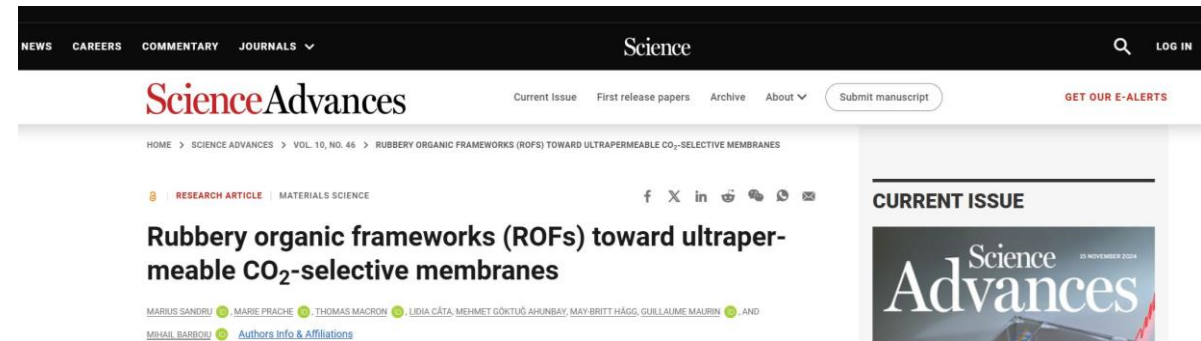 NEWS CAREERS COMMENTARY JOURNALS Science LOG IN
ScienceAdvances Current Issue First release papers Archive About Submit manuscript GET OUR E-ALERTS
HOME > SCIENCE ADVANCES > VOL. 10, NO. 46 > RUBBERY ORGANIC FRAMEWORKS (ROFS) TOWARD ULTRAPERMEABLE CO₂-SELECTIVE MEMBRANES
RESEARCH ARTICLE | MATERIALS SCIENCE
Rubbery organic frameworks (ROFs) toward ultraper-
meable CO₂-selective membranes
MARIUS SANDRU, MARIE PRACHE, THOMAS MACRON, LIDIA CĂTA, MEHMET GÖKTUĞ AHUNBAY, MAY-BRITT HÄGG, GUILLAUME MAURIN, AND
MIHAIL BARBOIU Authors Info & Affiliations
CURRENT ISSUE
Science
15 NOVEMBER 2024
Advances